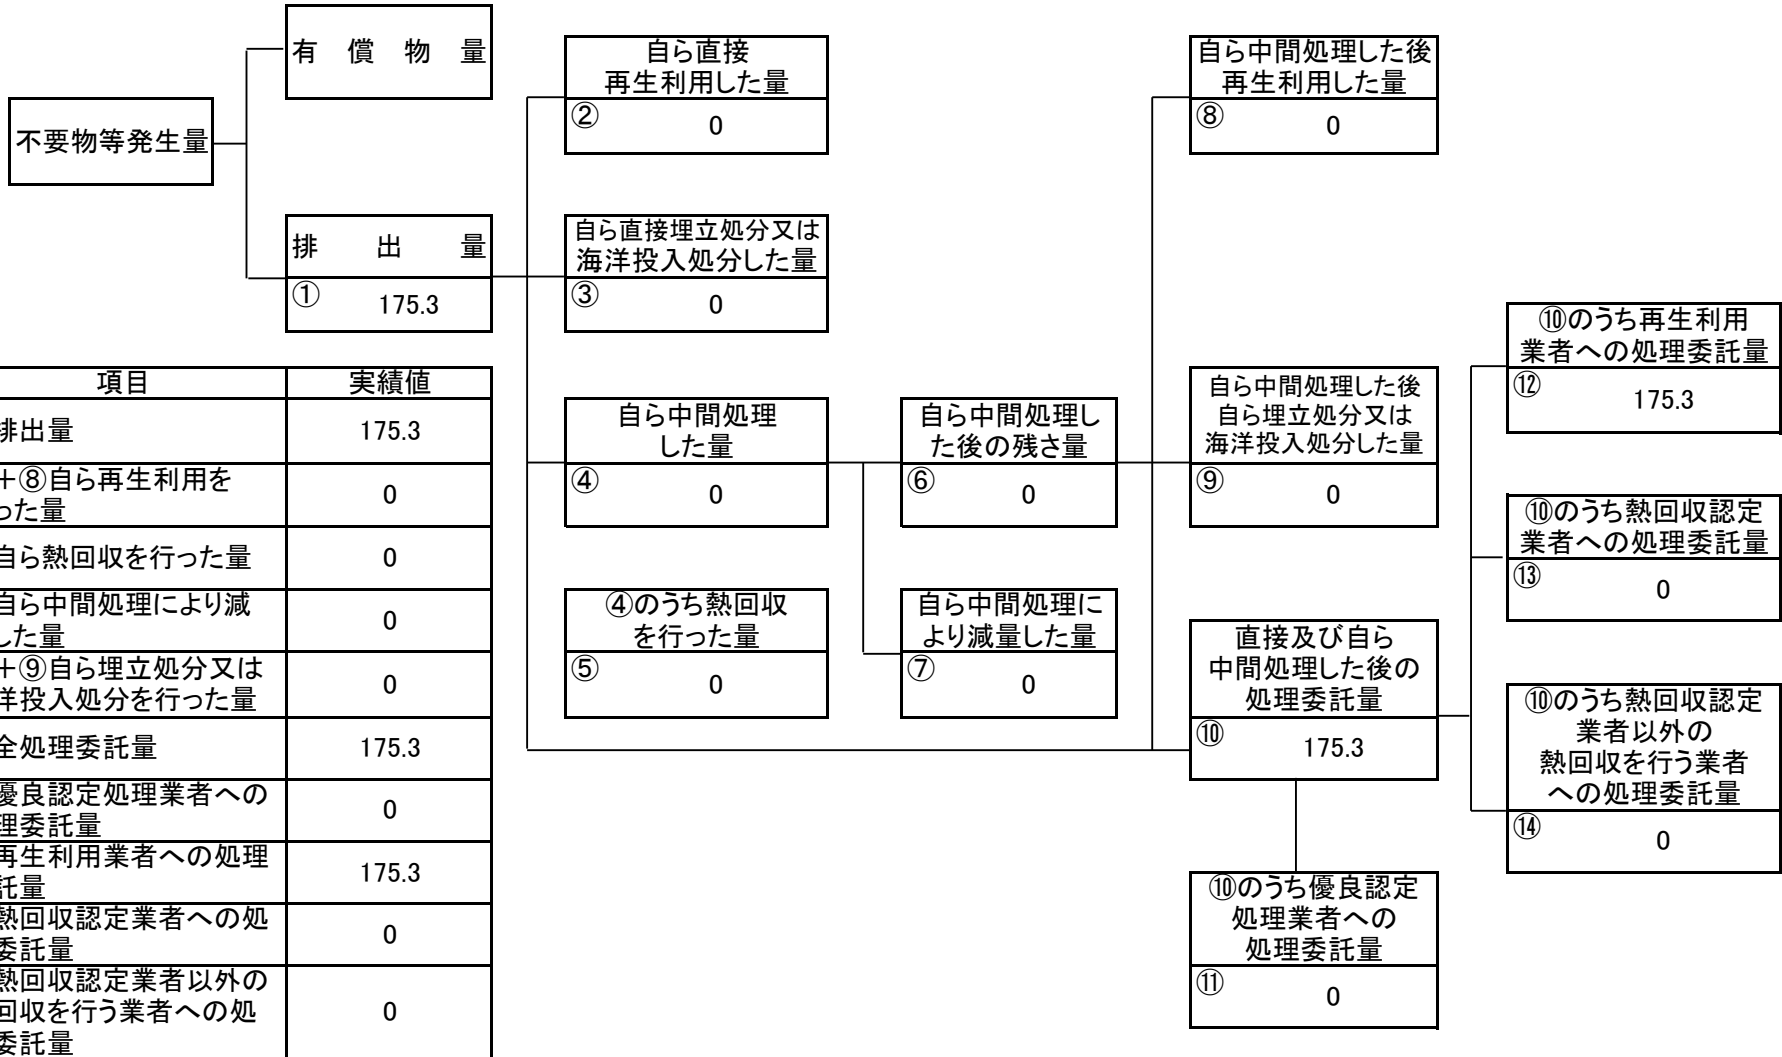 有償物量
不要物等発生量
排出量
①
175.3
自ら直接
再生利用した量
②
0
自ら直接埋立処分又は
海洋投入処分した量
③
0
自ら中間処理
した量
④
0
④のうち熱回収
を行った量
⑤
0
自ら中間処理し
た後の残さ量
⑥
0
自ら中間処理に
より減量した量
⑦
0
自ら中間処理した後
再生利用した量
⑧
0
自ら中間処理した後
自ら埋立処分又は
海洋投入処分した量
⑨
0
直接及び自ら
中間処理した後の
処理委託量
⑩
175.3
⑩のうち優良認定
処理業者への
処理委託量
⑪
0
⑩のうち再生利用
業者への処理委託量
⑫
175.3
⑩のうち熱回収認定
業者への処理委託量
⑬
0
⑩のうち熱回収認定
業者以外の
熱回収を行う業者
への処理委託量
⑭
0
項目 実績値
排出量 175.3
+⑧自ら再生利用を
った量 0
自ら熱回収を行った量 0
自ら中間処理により減
した量 0
+⑨自ら埋立処分又は
洋投入処分を行った量 0
全処理委託量 175.3
優良認定処理業者への
理委託量 0
再生利用業者への処理
託量 175.3
熱回収認定業者への処
委託量 0
熱回収認定業者以外の
回収を行う業者への処
委託量 0